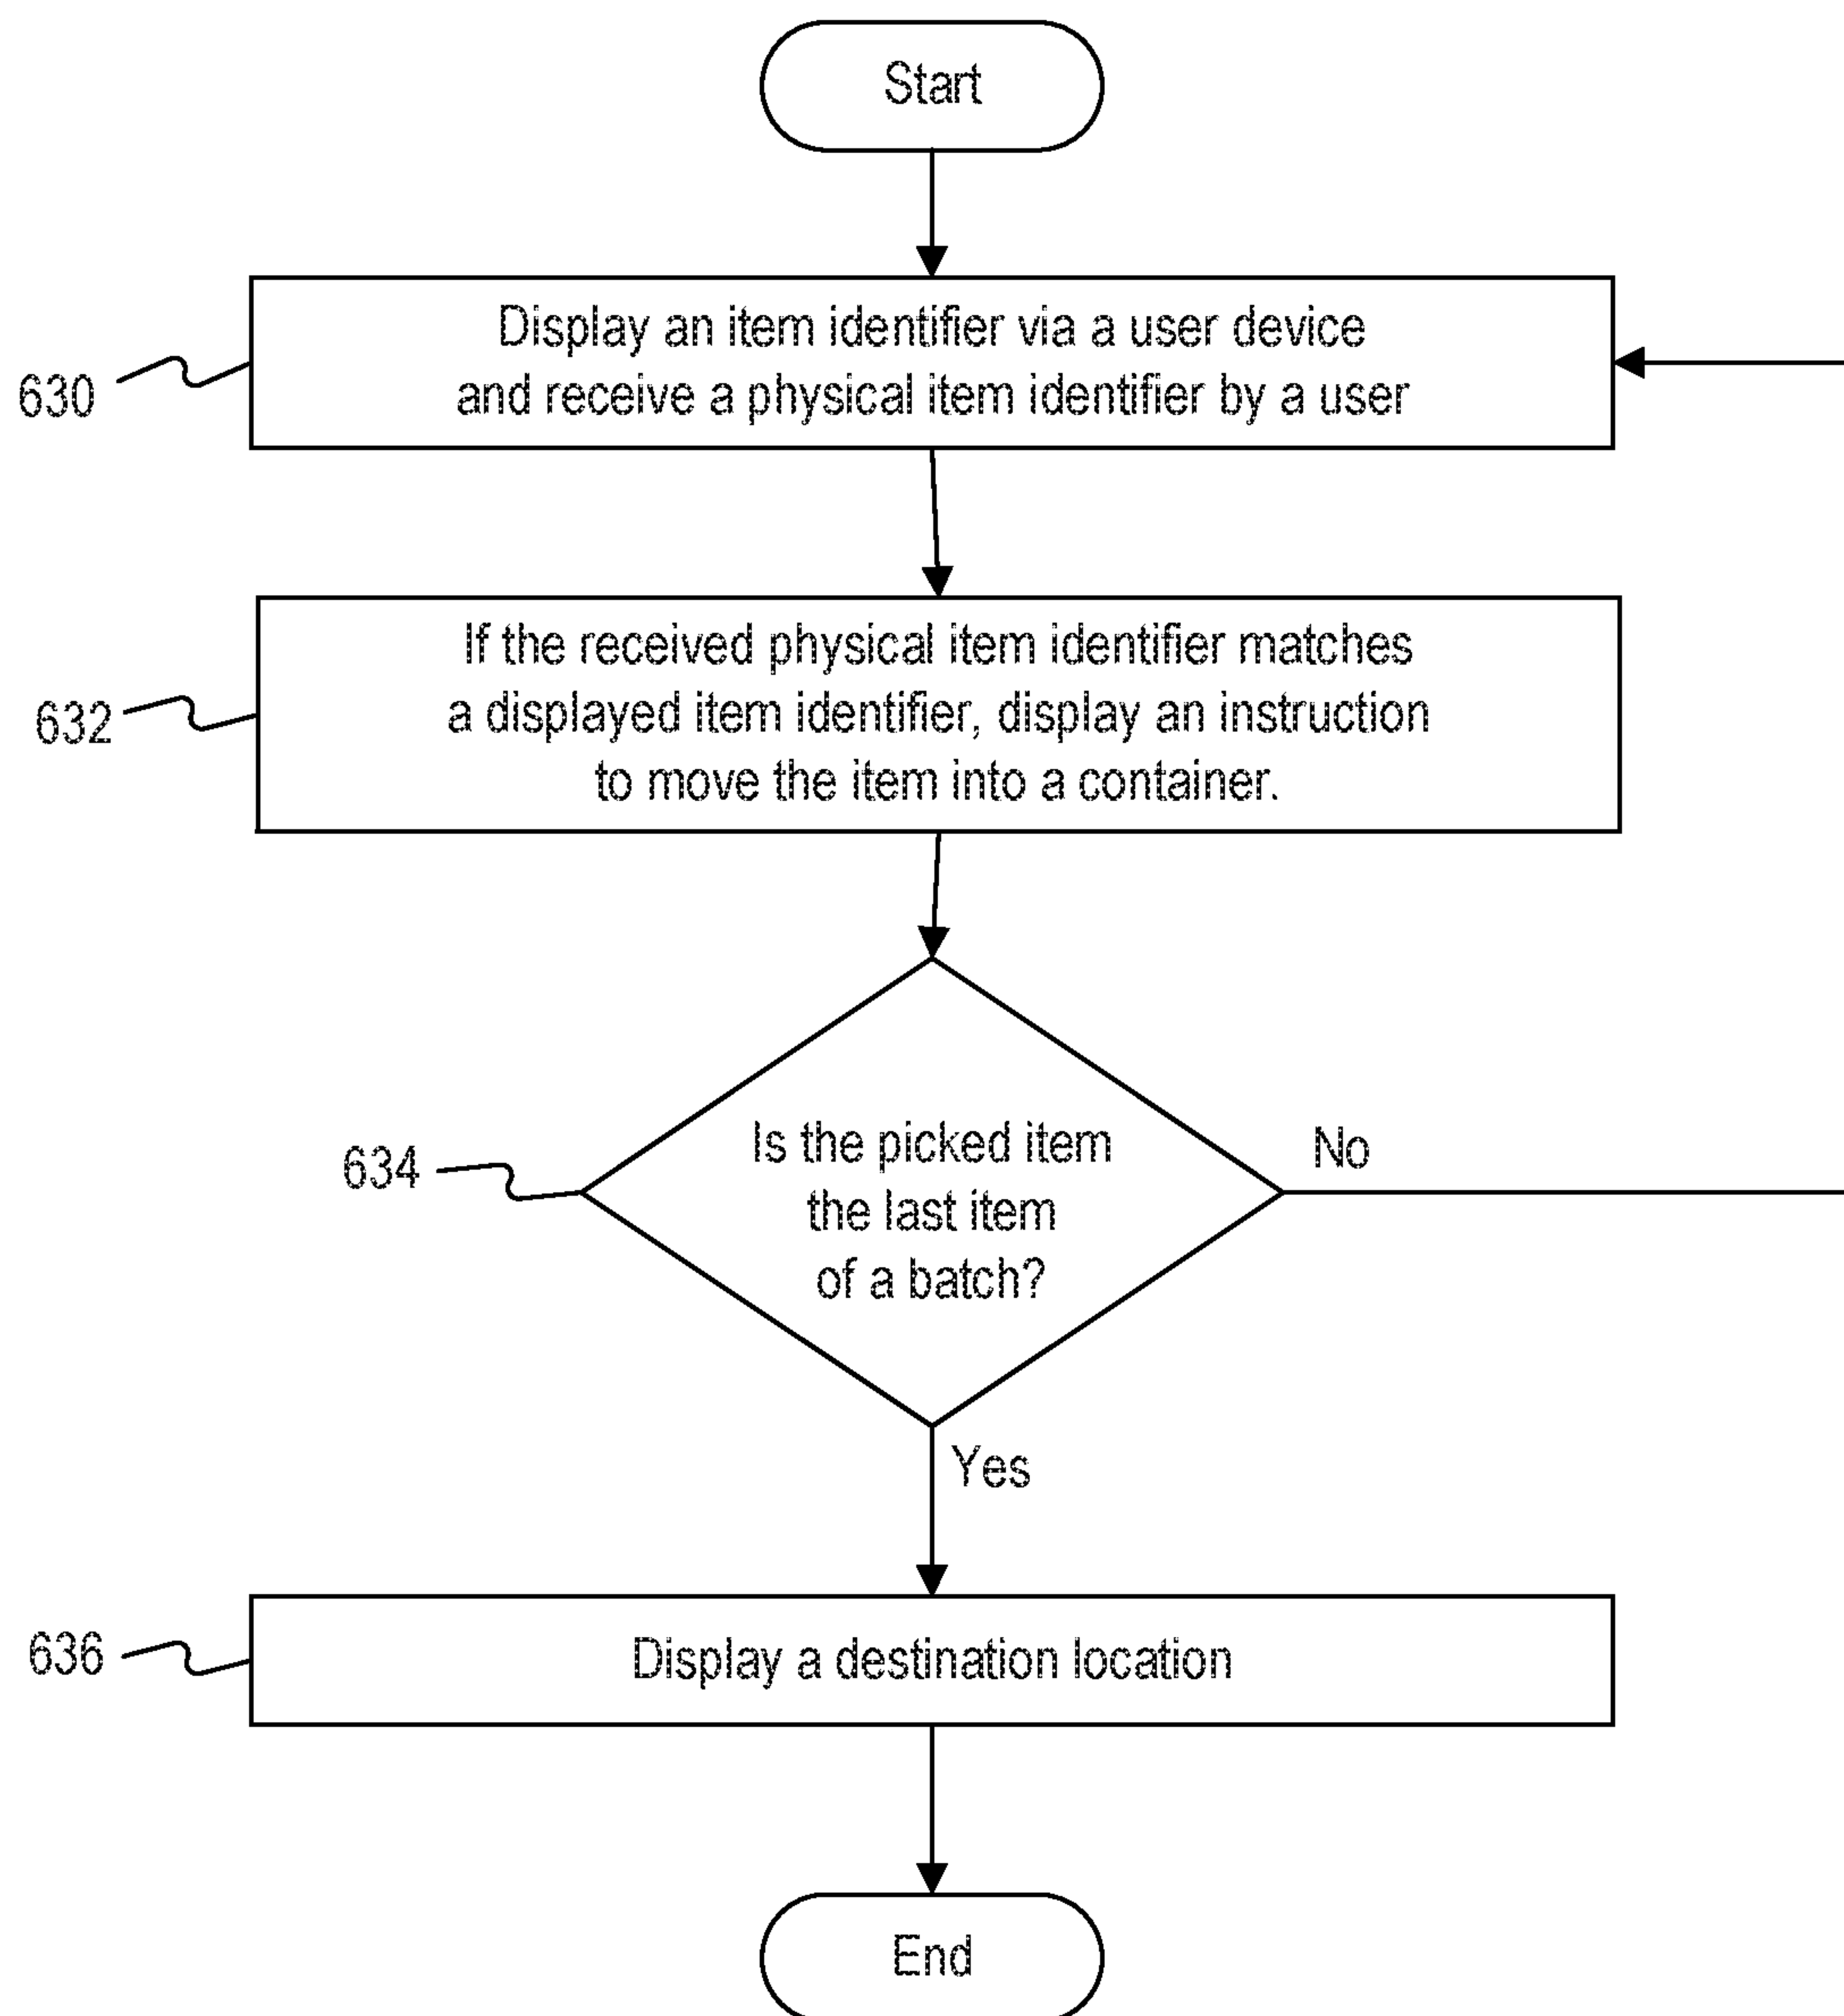 Start
Display an item identifier via a user device
and receive a physical item identifier by a user
630
If the received physical item identifier matches
a displayed item identifier, display an instruction
to move the item into a container.
632
Is the picked item
the last item
of a batch?
634
No
Yes
636
Display a destination location
End